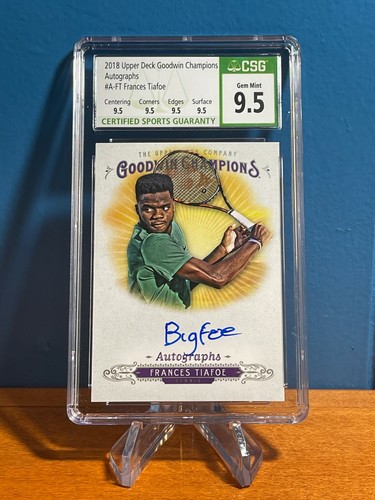 2018 Upper Deck Goodwin Champions
Autographs
#A-FT Frances Tiafoe
Centering Corners Edges Surface
9.5 9.5 9.5 9.5
CERTIFIED SPORTS GUARANTY
CSG
Gem Mint
9.5
THE UPPER DECK COMPANY
GOODWIN CHAMPIONS
BigFoe
Autographs
FRANCES TIAFOE
TENNIS